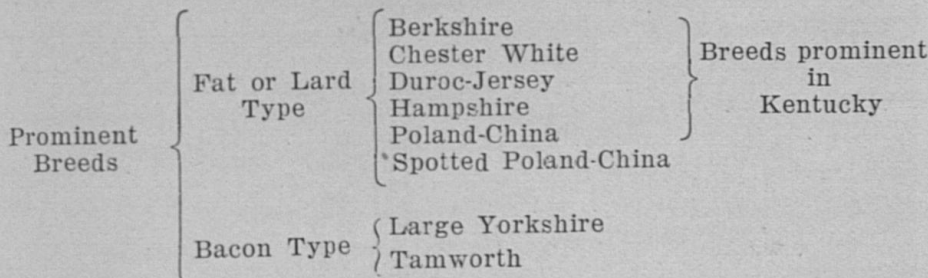 Prominent
Breeds
Fat or Lard
Type
Berkshire
Chester White
Duroc-Jersey
Hampshire
Poland-China
Spotted Poland-China
Breeds prominent
in
Kentucky
Bacon Type
Large Yorkshire
Tamworth